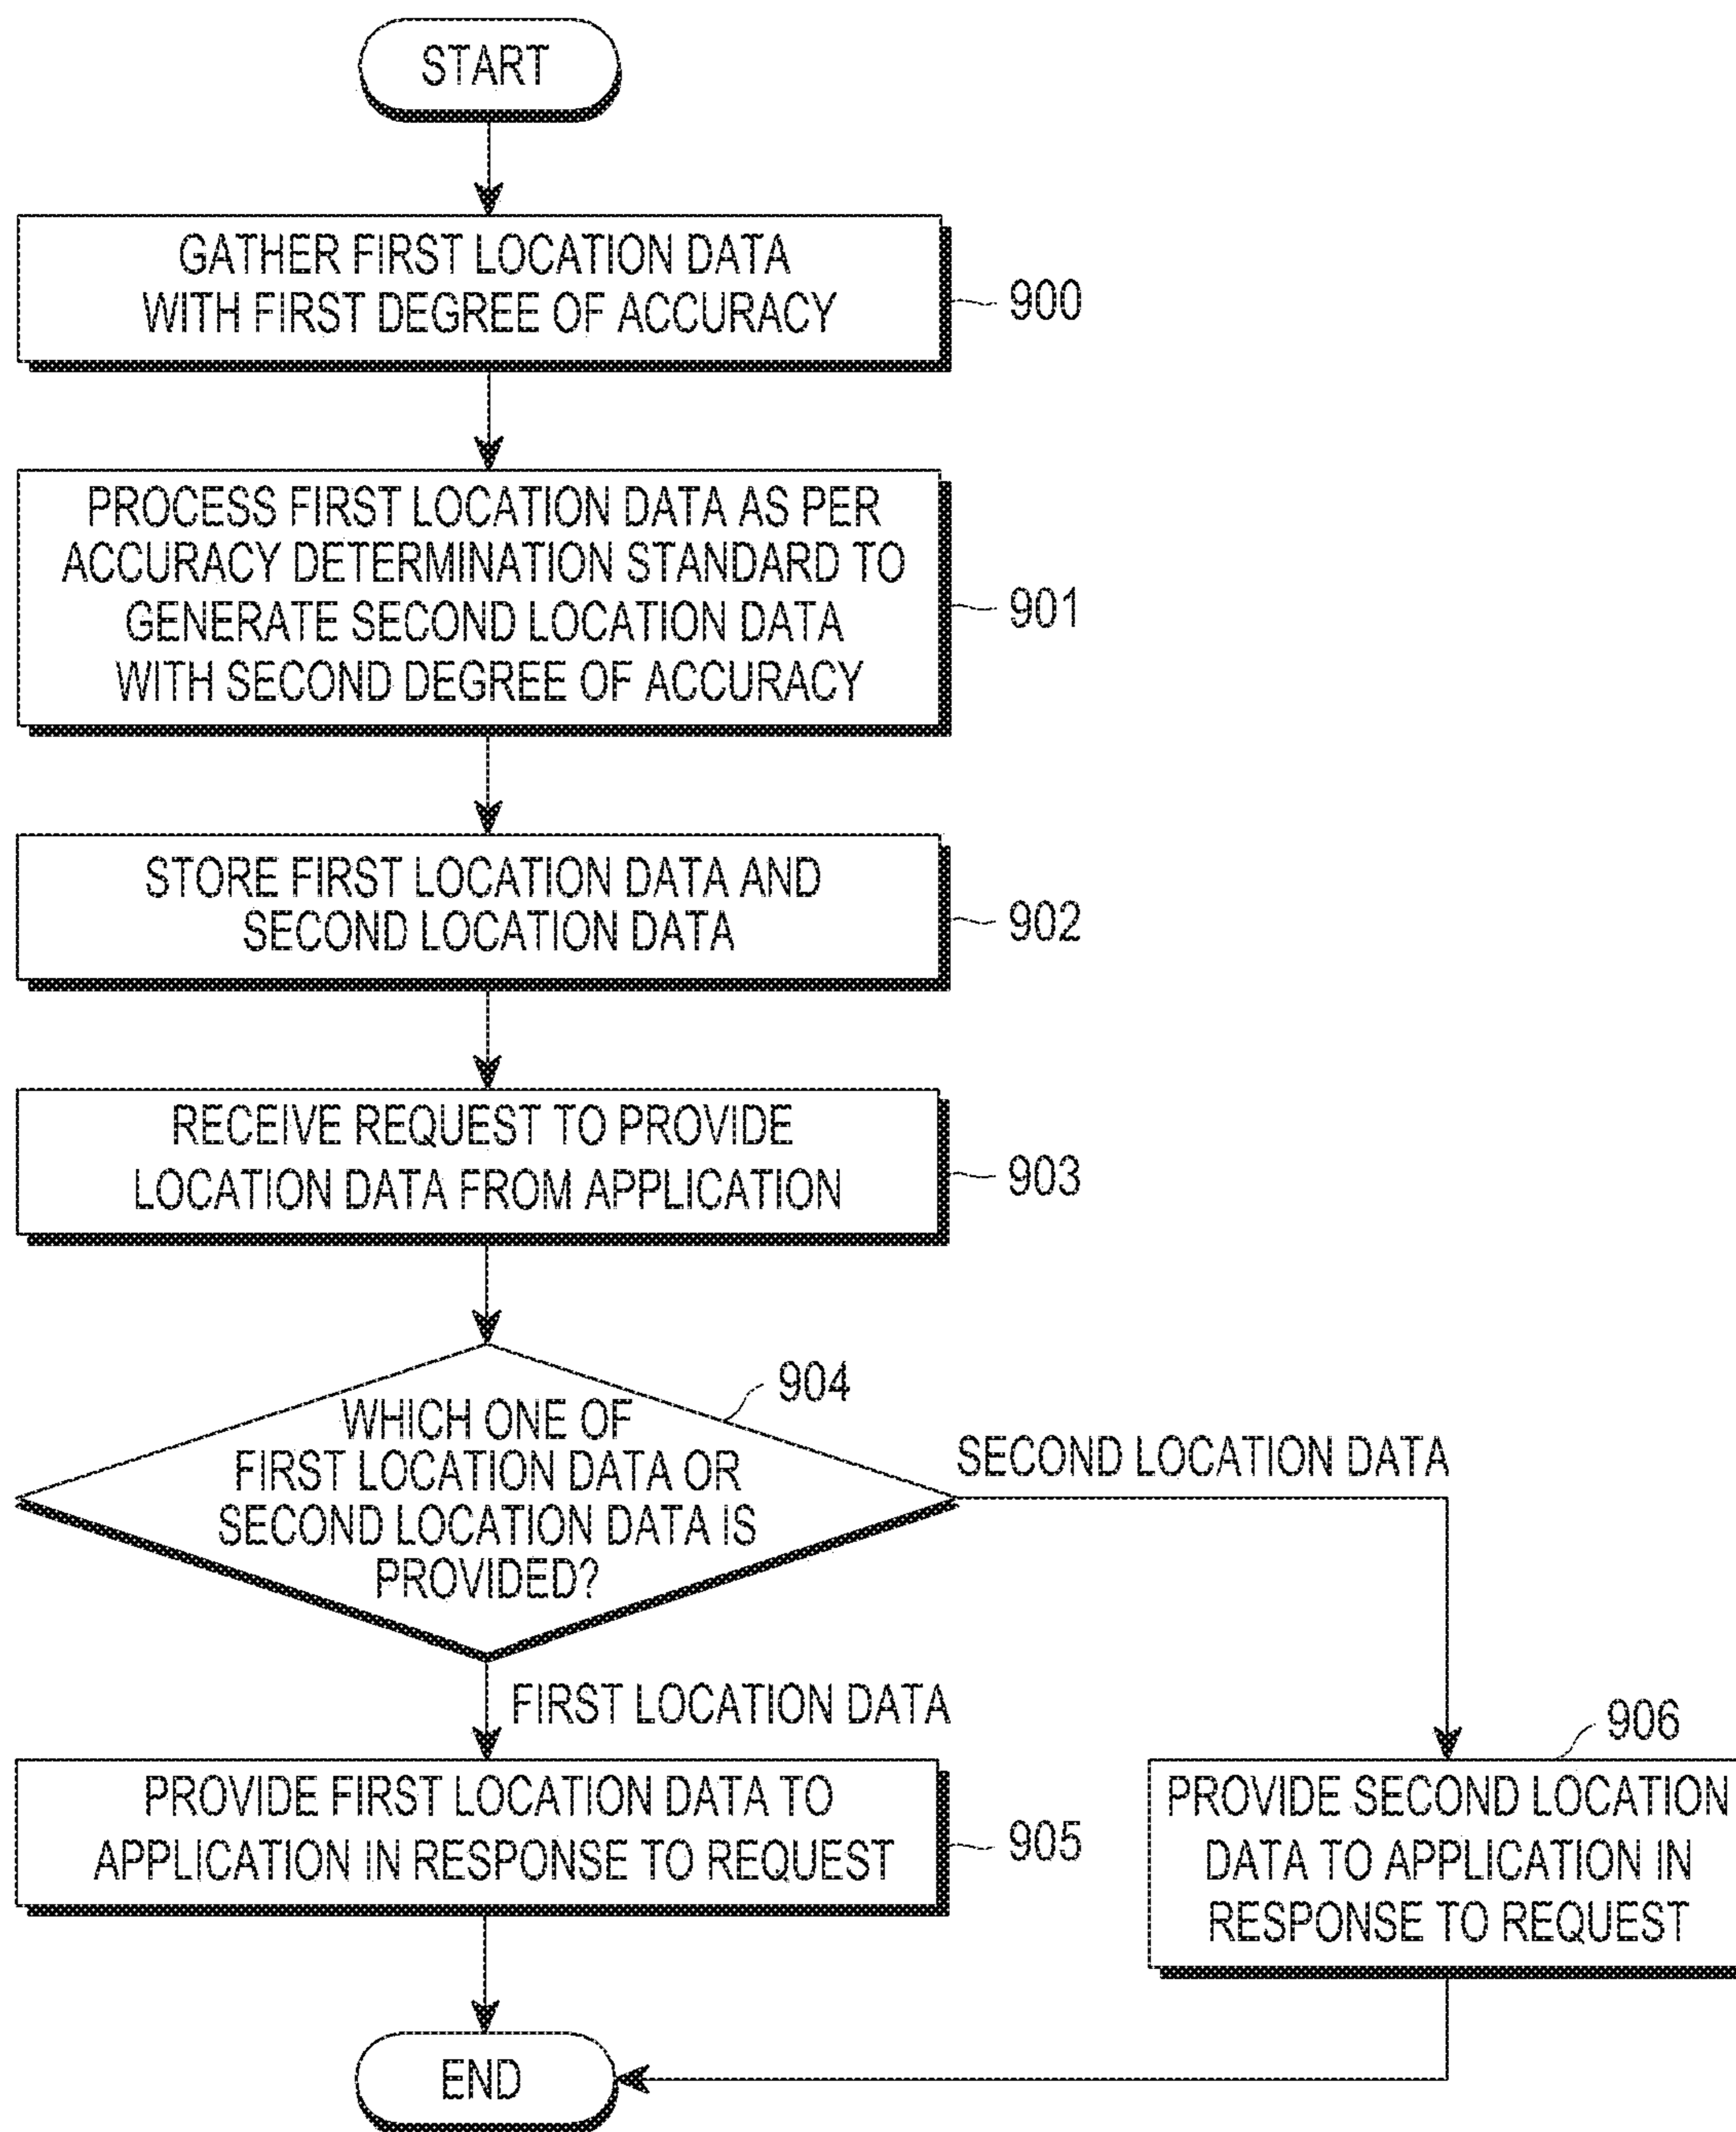 START
GATHER FIRST LOCATION DATA
WITH FIRST DEGREE OF ACCURACY
900
PROCESS FIRST LOCATION DATA AS PER
ACCURACY DETERMINATION STANDARD TO
GENERATE SECOND LOCATION DATA
WITH SECOND DEGREE OF ACCURACY
901
STORE FIRST LOCATION DATA AND
SECOND LOCATION DATA
902
RECEIVE REQUEST TO PROVIDE
LOCATION DATA FROM APPLICATION
903
904
WHICH ONE OF
FIRST LOCATION DATA OR
SECOND LOCATION DATA IS
PROVIDED?
SECOND LOCATION DATA
FIRST LOCATION DATA
PROVIDE FIRST LOCATION DATA TO
APPLICATION IN RESPONSE TO REQUEST
905
906
PROVIDE SECOND LOCATION
DATA TO APPLICATION IN
RESPONSE TO REQUEST
END